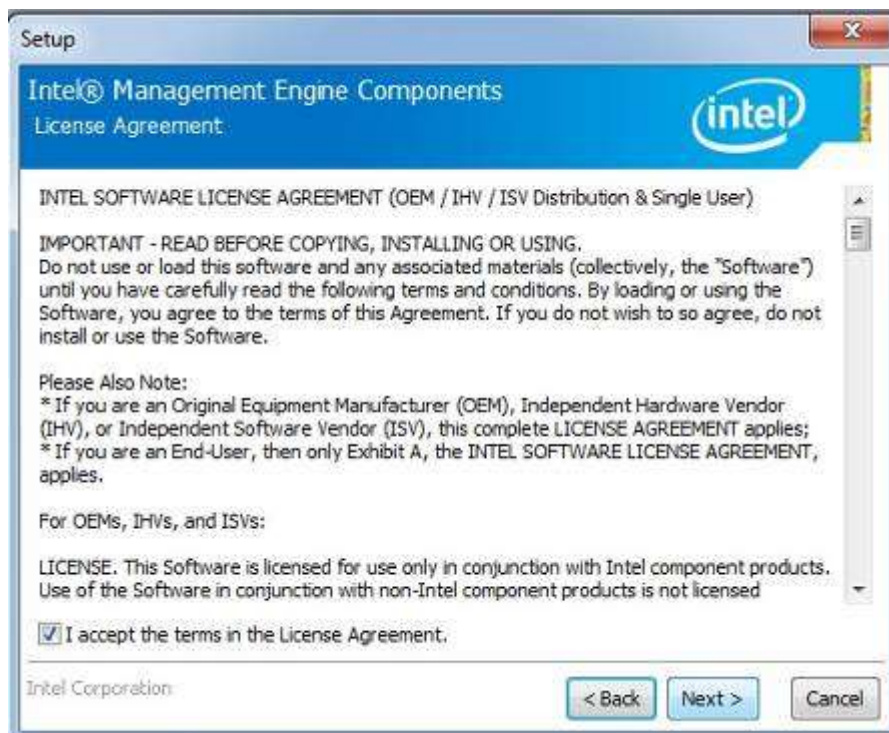 Setup
Intel® Management Engine Components
License Agreement
intel
INTEL SOFTWARE LICENSE AGREEMENT (OEM / IHV / ISV Distribution & Single User)
IMPORTANT - READ BEFORE COPYING, INSTALLING OR USING.
Do not use or load this software and any associated materials (collectively, the "Software")
until you have carefully read the following terms and conditions. By loading or using the
Software, you agree to the terms of this Agreement. If you do not wish to so agree, do not
install or use the Software.
Please Also Note:
* If you are an Original Equipment Manufacturer (OEM), Independent Hardware Vendor
(IHV), or Independent Software Vendor (ISV), this complete LICENSE AGREEMENT applies;
* If you are an End-User, then only Exhibit A, the INTEL SOFTWARE LICENSE AGREEMENT,
applies.
For OEMs, IHVs, and ISVs:
LICENSE. This Software is licensed for use only in conjunction with Intel component products.
Use of the Software in conjunction with non-Intel component products is not licensed
I accept the terms in the License Agreement.
Intel Corporation
< Back
Next >
Cancel